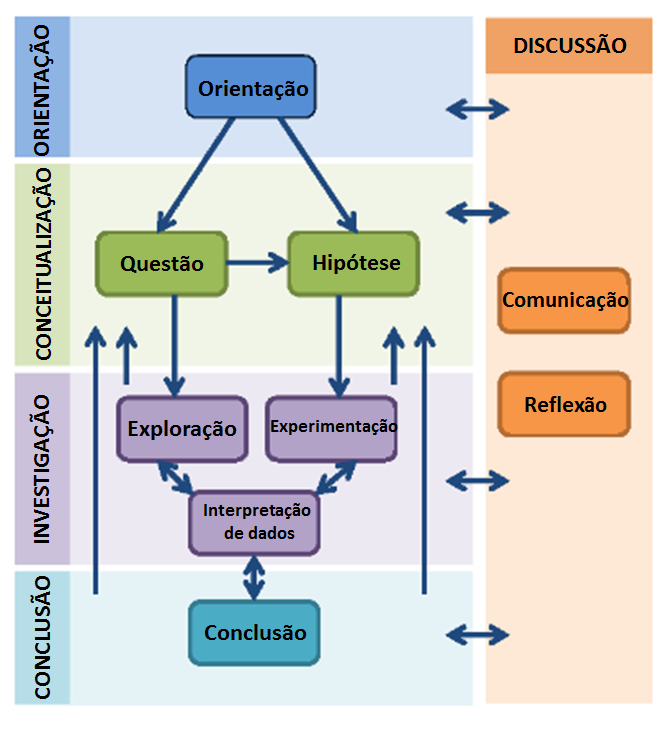 ORIENTAÇÃO
Orientação
DISCUSSÃO
CONCEITUALIZAÇÃO
Questão
Hipótese
Comunicação
Reflexão
INVESTIGAÇÃO
Exploração
Experimentação
Interpretação
de dados
CONCLUSÃO
Conclusão